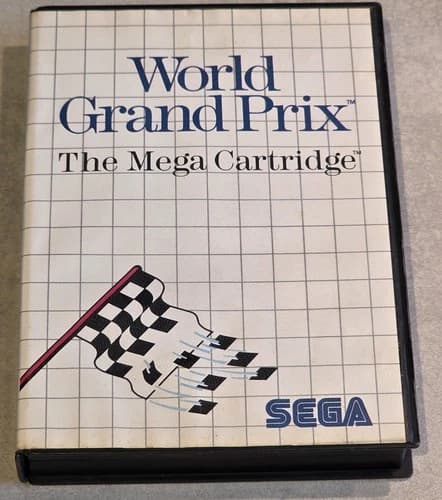 World
Grand Prix™
The Mega Cartridge™
SEGA